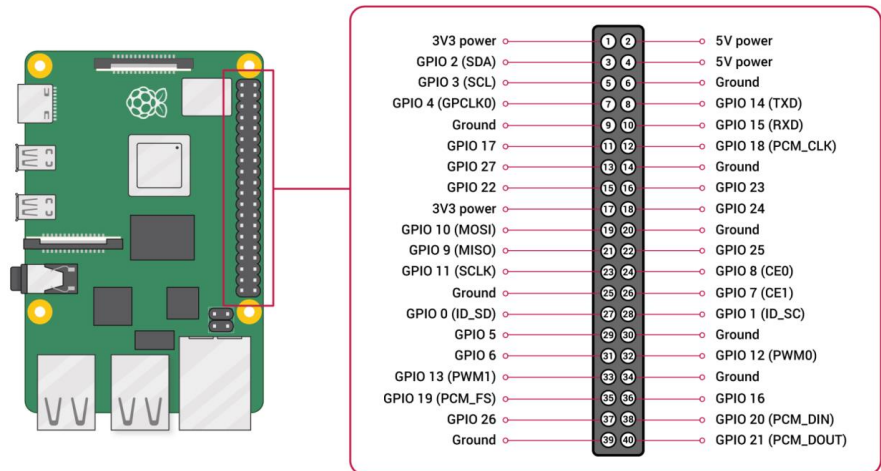 3V3 power 1 2 5V power
GPIO 2 (SDA) 3 4 5V power
GPIO 3 (SCL) 5 6 Ground
GPIO 4 (GPCLK0) 7 8 GPIO 14 (TXD)
Ground 9 10 GPIO 15 (RXD)
GPIO 17 11 12 GPIO 18 (PCM_CLK)
GPIO 27 13 14 Ground
GPIO 22 15 16 GPIO 23
3V3 power 17 18 GPIO 24
GPIO 10 (MOSI) 19 20 Ground
GPIO 9 (MISO) 21 22 GPIO 25
GPIO 11 (SCLK) 23 24 GPIO 8 (CE0)
Ground 25 26 GPIO 7 (CE1)
GPIO 0 (ID_SD) 27 28 GPIO 1 (ID_SC)
GPIO 5 29 30 Ground
GPIO 6 31 32 GPIO 12 (PWM0)
GPIO 13 (PWM1) 33 34 Ground
GPIO 19 (PCM_FS) 35 36 GPIO 16
GPIO 26 37 38 GPIO 20 (PCM_DIN)
Ground 39 40 GPIO 21 (PCM_DOUT)